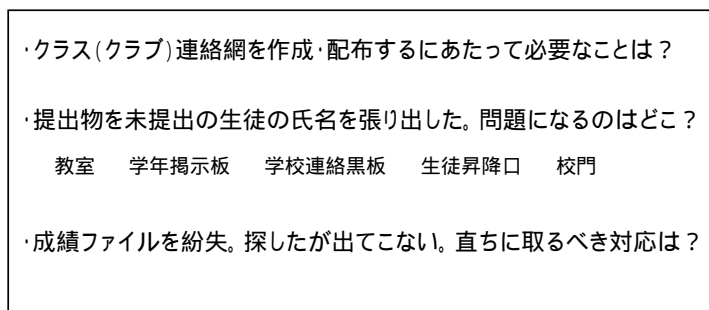 ･クラス(クラブ)連絡網を作成･配布するにあたって必要なことは？
･提出物を未提出の生徒の氏名を張り出した。問題になるのはどこ？
教室　学年掲示板　学校連絡黒板　生徒昇降口　校門
･成績ファイルを紛失。探したが出てこない。直ちに取るべき対応は？